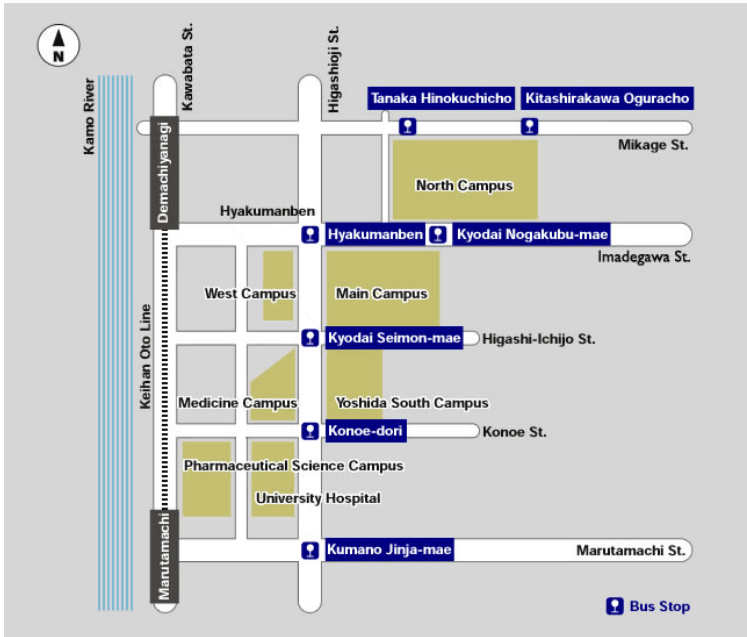 N
Kamo River
Kawabata St.
Higashioji St.
Tanaka Hinokuchicho
Kitashirakawa Oguracho
Mikage St.
Demachiyanagi
North Campus
Hyakumanben
Hyakumanben
Kyodai Nogakubu-mae
Imadegawa St.
West Campus
Main Campus
Kyodai Seimon-mae
Higashi-Ichijo St.
Keihan Oto Line
Medicine Campus
Yoshida South Campus
Konoe-dori
Konoe St.
Pharmaceutical Science Campus
University Hospital
Marutamachi
Kumano Jinja-mae
Marutamachi St.
Bus Stop